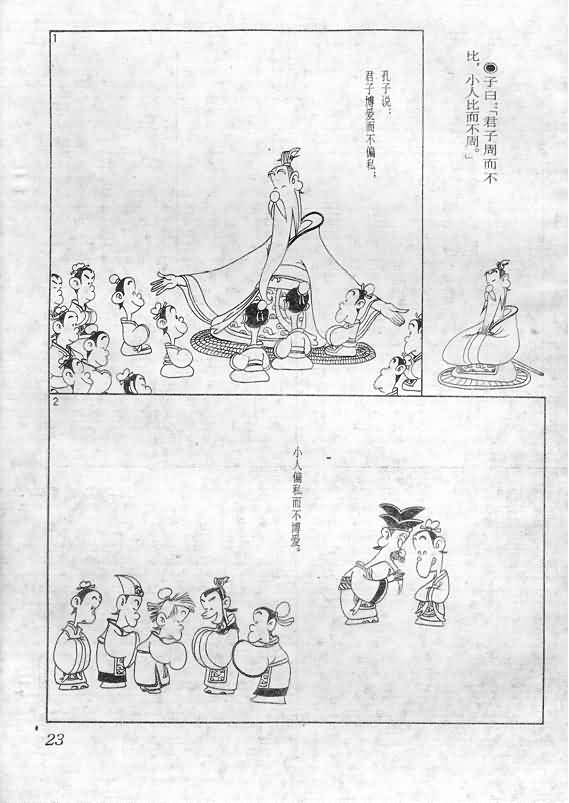 子曰：「君子周而不
比，小人比而不周。」
1
孔子说：
君子博爱而不偏私；
2
小人偏私而不博爱。
23